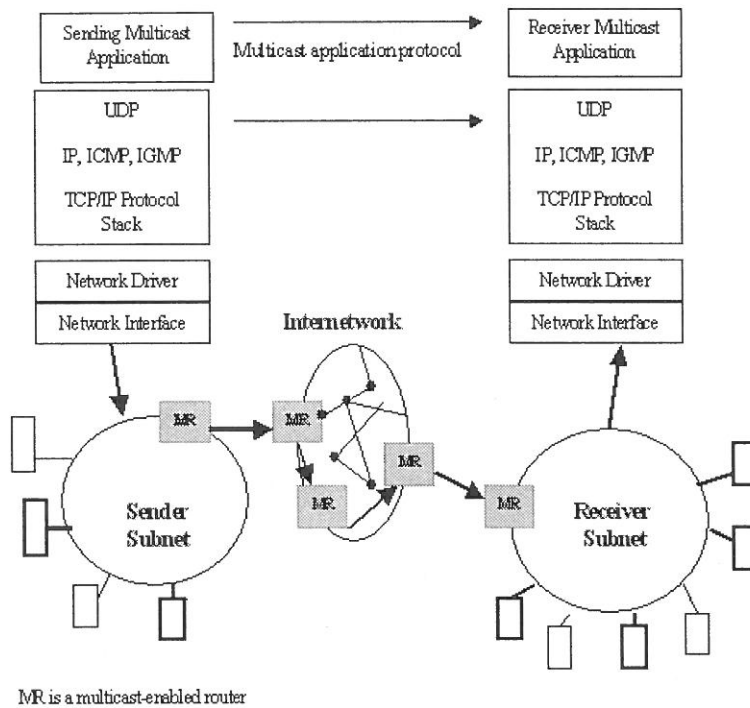 Sending Multicast
Application
Multicast application protocol
Receiver Multicast
Application
UDP
IP, ICMP, IGMP
TCP/IP Protocol
Stack
UDP
IP, ICMP, IGMP
TCP/IP Protocol
Stack
Network Driver
Network Interface
Internetwork
Network Driver
Network Interface
MR
MR
MR
MR
MR
Sender
Subnet
Receiver
Subnet
MR is a multicast-enabled router